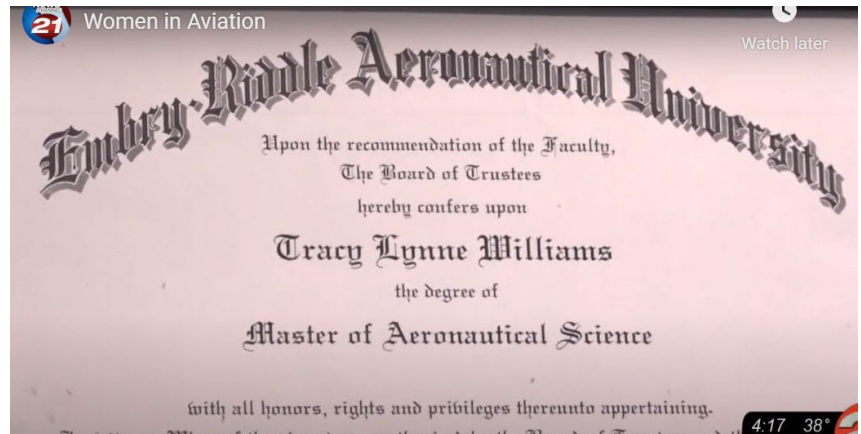 21 Women in Aviation
Watch later
Embry-Riddle Aeronautical University
Upon the recommendation of the Faculty,
The Board of Trustees
hereby confers upon
Tracy Lynne Williams
the degree of
Master of Aeronautical Science
with all honors, rights and privileges thereunto appertaining.
4:17 38°